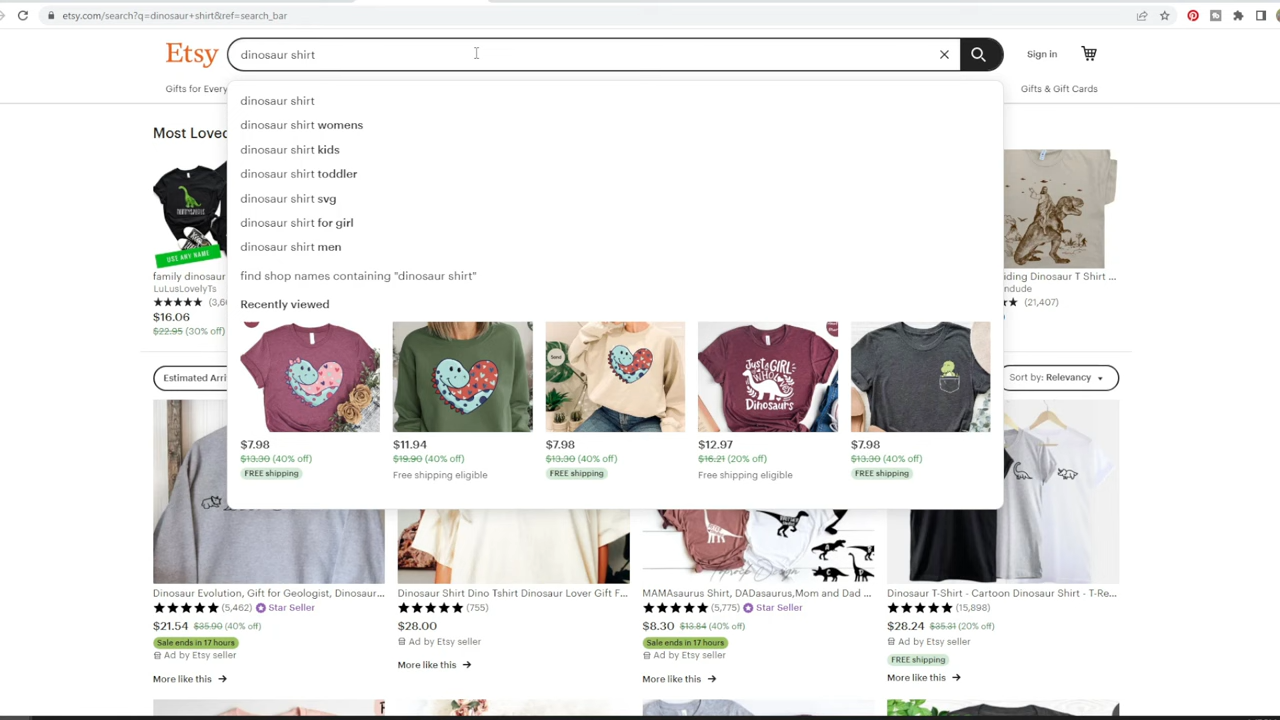 etsy.com/search?q=dinosaur+shirt&ref=search_bar
Etsy
dinosaur shirt
Sign in
Gifts for Every
Gifts & Gift Cards
dinosaur shirt
dinosaur shirt womens
dinosaur shirt kids
dinosaur shirt toddler
dinosaur shirt svg
dinosaur shirt for girl
dinosaur shirt men
find shop names containing "dinosaur shirt"
Recently viewed
Most Loved
USE ANY NAME
family dinosaur
LuLusLovelyTs
$16.06
$22.95 (30% off)
iding Dinosaur T Shirt ...
ndude
(21,407)
Send
Just a GIRL
WHO
Dinosaurs
$7.98
$13.30 (40% off)
FREE shipping
$11.94
$19.90 (40% off)
Free shipping eligible
$7.98
$13.30 (40% off)
FREE shipping
$12.97
$16.21 (20% off)
Free shipping eligible
$7.98
$13.30 (40% off)
FREE shipping
Estimated Arri
Sort by: Relevancy
Dinosaur Evolution, Gift for Geologist, Dinosaur...
(5,462) Star Seller
$21.54 $35.90 (40% off)
Sale ends in 17 hours
Ad by Etsy seller
More like this
Dinosaur Shirt Dino Tshirt Dinosaur Lover Gift F...
(755)
$28.00
Ad by Etsy seller
More like this
MAMAsaurus Shirt, DADasaurus,Mom and Dad ...
(5,775) Star Seller
$8.30 $13.84 (40% off)
Sale ends in 17 hours
Ad by Etsy seller
More like this
Dinosaur T-Shirt - Cartoon Dinosaur Shirt - T-Re...
(15,898)
$28.24 $35.31 (20% off)
Ad by Etsy seller
FREE shipping
More like this